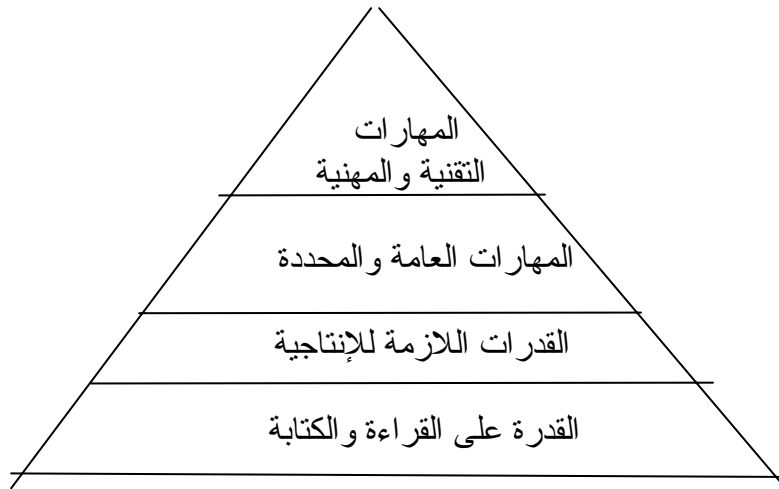 المهارات
التقنية والمهنية
المهارات العامة والمحددة
القدرات اللازمة للإنتاجية
القدرة على القراءة والكتابة